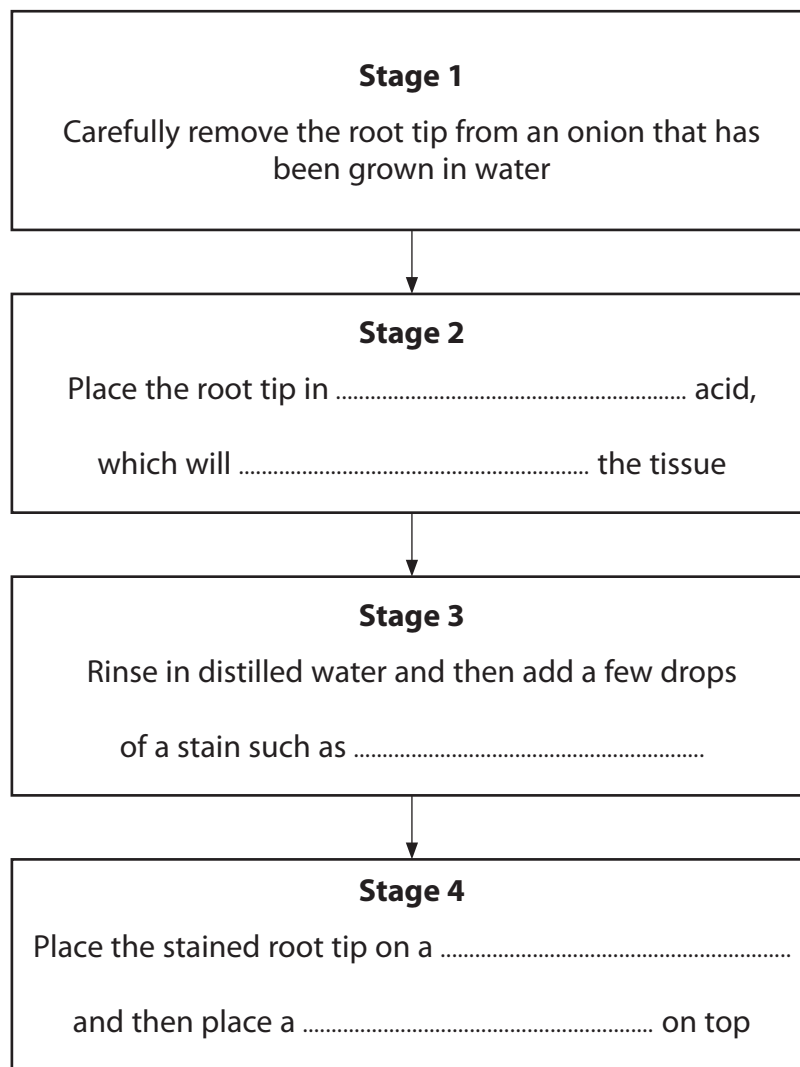 Stage 1
Carefully remove the root tip from an onion that has
been grown in water
Stage 2
Place the root tip in ............................................................. acid,
which will ............................................................. the tissue
Stage 3
Rinse in distilled water and then add a few drops
of a stain such as .............................................................
Stage 4
Place the stained root tip on a .............................................................
and then place a ............................................................. on top